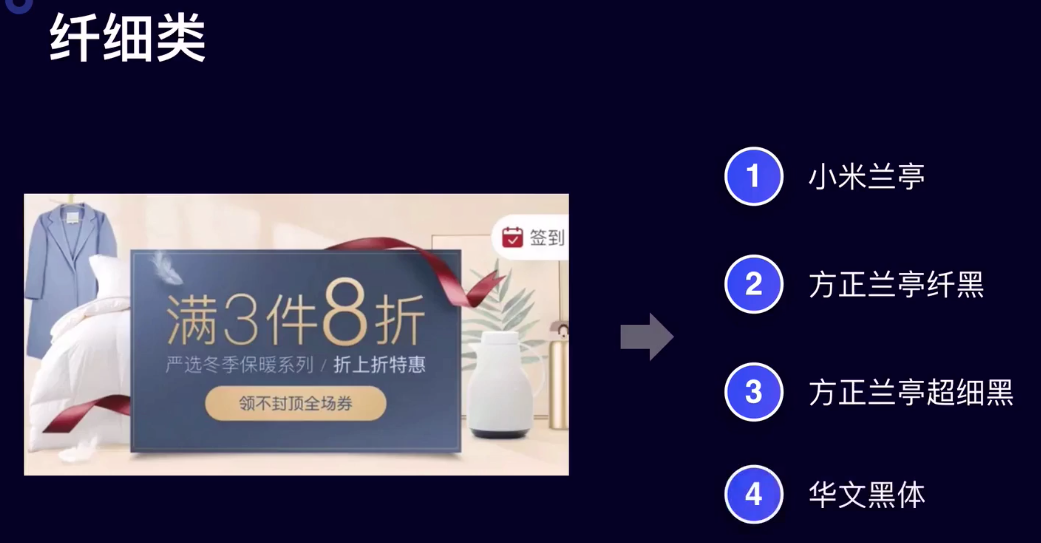 纤细类
签到
满3件8折
严选冬季保暖系列 / 折上折特惠
领不封顶全场券
1 小米兰亭
2 方正兰亭纤黑
3 方正兰亭超细黑
4 华文黑体